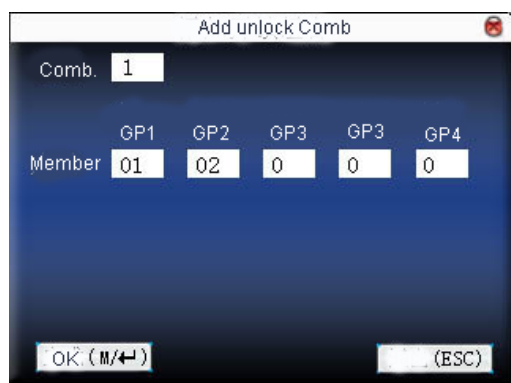 Add unlock Comb
Comb. 1
GP1 GP2 GP3 GP3 GP4
Member 01 02 0 0 0
OK (M/↵) (ESC)